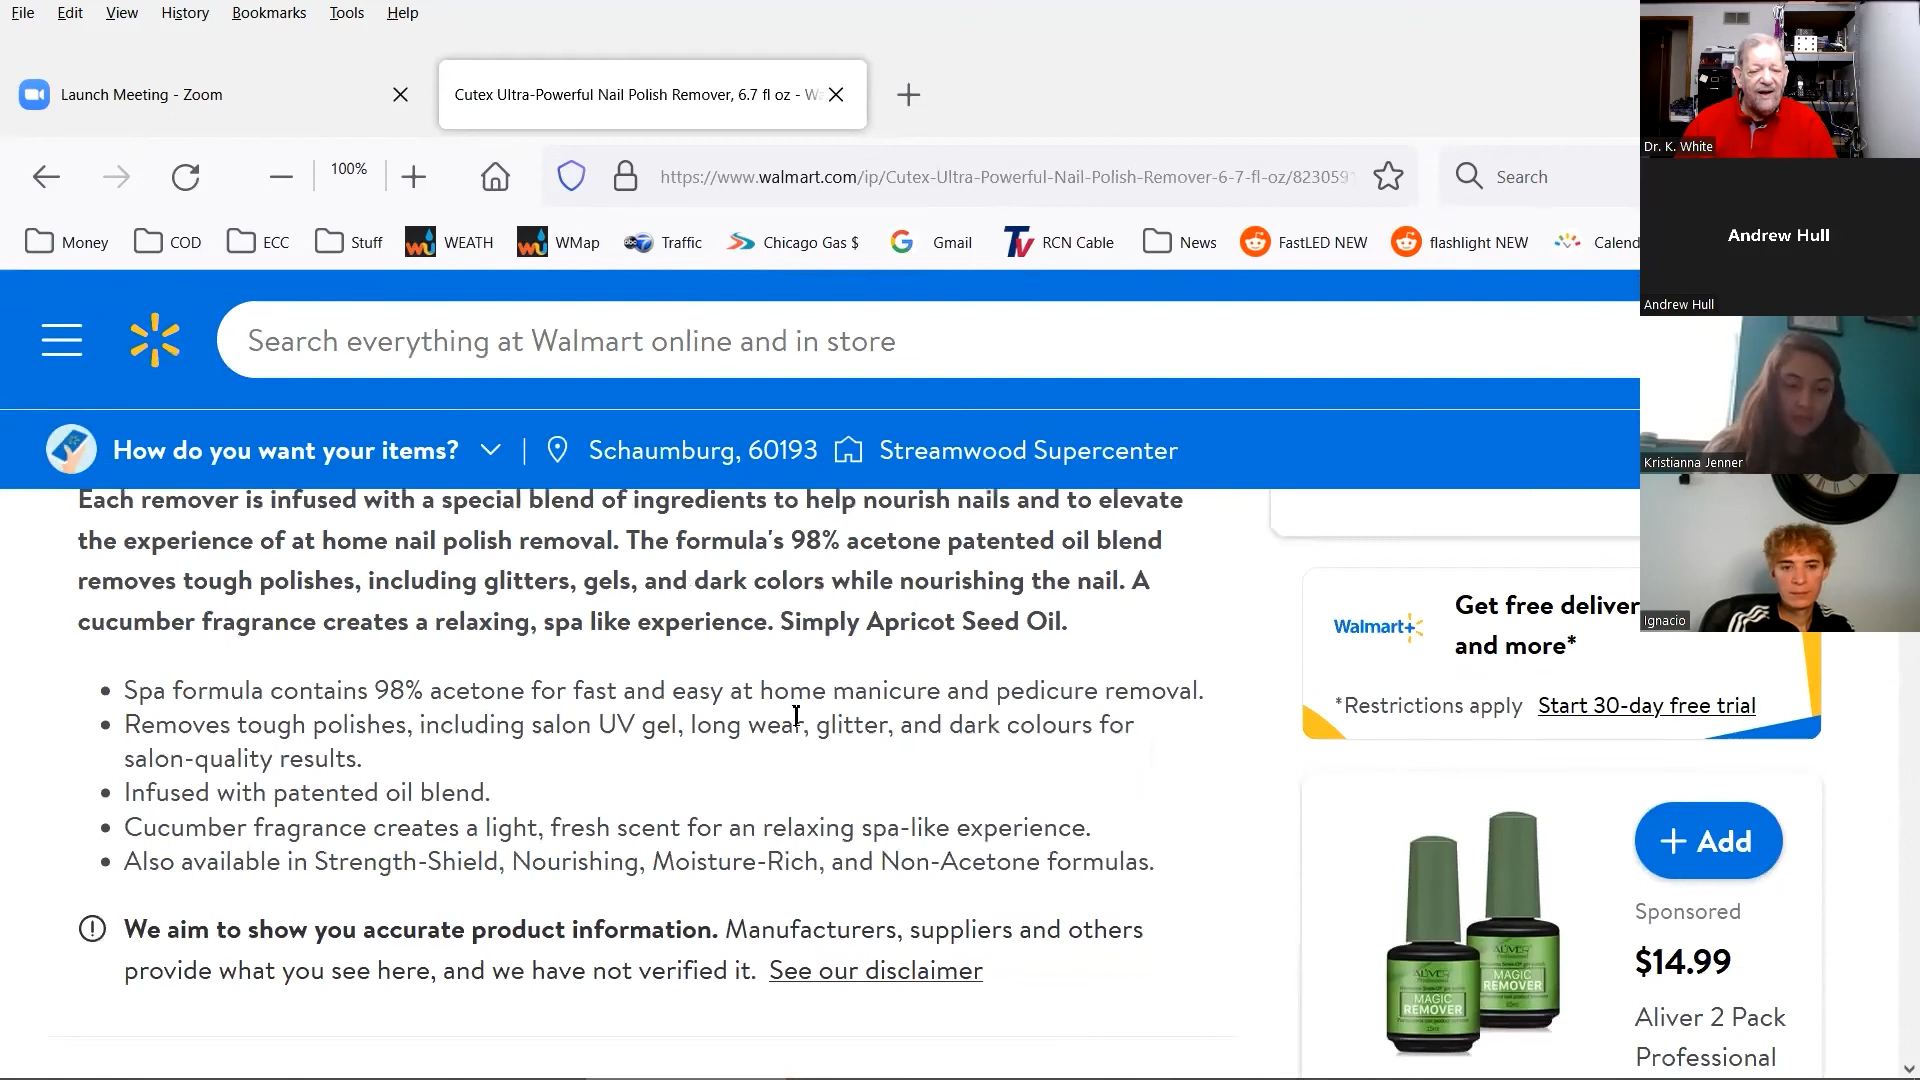 File Edit View History Bookmarks Tools Help
Launch Meeting - Zoom
Cutex Ultra-Powerful Nail Polish Remover, 6.7 fl oz - W
100%
https://www.walmart.com/ip/Cutex-Ultra-Powerful-Nail-Polish-Remover-6-7-fl-oz/8230591
Search
Money COD ECC Stuff WEATH WMap Traffic Chicago Gas $ Gmail RCN Cable News FastLED NEW flashlight NEW Calend
Search everything at Walmart online and in store
How do you want your items? Schaumburg, 60193 Streamwood Supercenter
Each remover is infused with a special blend of ingredients to help nourish nails and to elevate
the experience of at home nail polish removal. The formula's 98% acetone patented oil blend
removes tough polishes, including glitters, gels, and dark colors while nourishing the nail. A
cucumber fragrance creates a relaxing, spa like experience. Simply Apricot Seed Oil.
Spa formula contains 98% acetone for fast and easy at home manicure and pedicure removal.
Removes tough polishes, including salon UV gel, long wear, glitter, and dark colours for
salon-quality results.
Infused with patented oil blend.
Cucumber fragrance creates a light, fresh scent for an relaxing spa-like experience.
Also available in Strength-Shield, Nourishing, Moisture-Rich, and Non-Acetone formulas.
We aim to show you accurate product information. Manufacturers, suppliers and others
provide what you see here, and we have not verified it. See our disclaimer
Walmart+
Get free deliver
and more*
*Restrictions apply Start 30-day free trial
ALIVER
MAGIC
REMOVER
ALIVER
MAGIC
REMOVER
+ Add
Sponsored
$14.99
Aliver 2 Pack
Professional
Dr. K. White
Andrew Hull
Andrew Hull
Kristianna Jenner
Ignacio